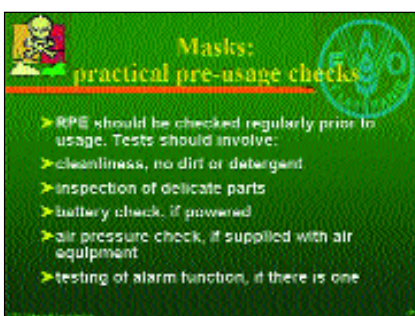 Masks:
practical pre-usage checks
➤RPE should be checked regularly prior to
usage. Tests should involve:
➤cleanliness, no dirt or detergent
➤inspection of delicate parts
➤battery check, if powered
➤air pressure check, if supplied with air
equipment
➤testing of alarm function, if there is one